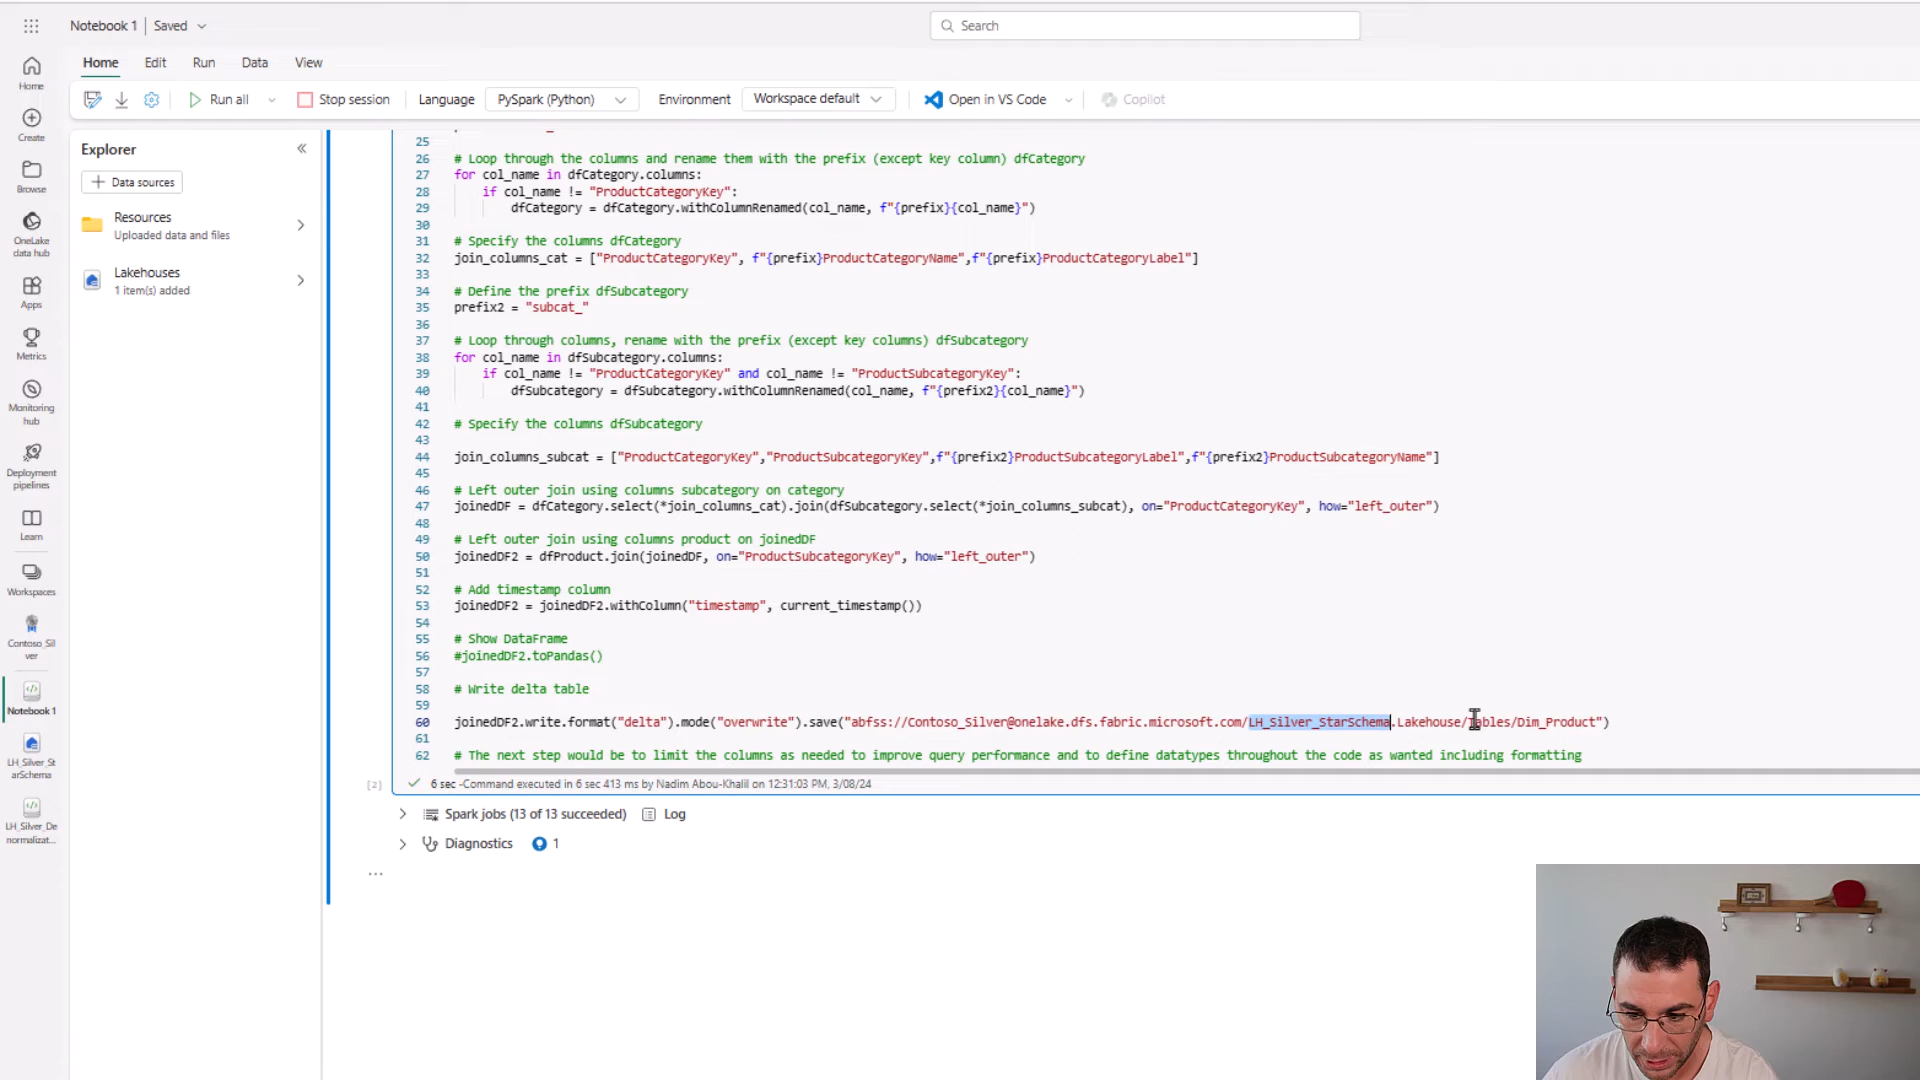 Notebook 1 | Saved
Search
Home Edit Run Data View
Run all Stop session Language PySpark (Python) Environment Workspace default Open in VS Code Copilot
Home
Create
Browse
OneLake data hub
Apps
Metrics
Monitoring hub
Deployment pipelines
Learn
Workspaces
Contoso_Sil
ver
Notebook 1
LH_Silver_St
arSchema
LH_Silver_De
normalizat...
Explorer
Data sources
Resources
Uploaded data and files
Lakehouses
1 item(s) added
25
26 # Loop through the columns and rename them with the prefix (except key column) dfCategory
27 for col_name in dfCategory.columns:
28 if col_name != "ProductCategoryKey":
29 dfCategory = dfCategory.withColumnRenamed(col_name, f"{prefix}{col_name}")
30
31 # Specify the columns dfCategory
32 join_columns_cat = ["ProductCategoryKey", f"{prefix}ProductCategoryName",f"{prefix}ProductCategoryLabel"]
33
34 # Define the prefix dfSubcategory
35 prefix2 = "subcat_"
36
37 # Loop through columns, rename with the prefix (except key columns) dfSubcategory
38 for col_name in dfSubcategory.columns:
39 if col_name != "ProductCategoryKey" and col_name != "ProductSubcategoryKey":
40 dfSubcategory = dfSubcategory.withColumnRenamed(col_name, f"{prefix2}{col_name}")
41
42 # Specify the columns dfSubcategory
43
44 join_columns_subcat = ["ProductCategoryKey","ProductSubcategoryKey",f"{prefix2}ProductSubcategoryLabel",f"{prefix2}ProductSubcategoryName"]
45
46 # Left outer join using columns subcategory on category
47 joinedDF = dfCategory.select(*join_columns_cat).join(dfSubcategory.select(*join_columns_subcat), on="ProductCategoryKey", how="left_outer")
48
49 # Left outer join using columns product on joinedDF
50 joinedDF2 = dfProduct.join(joinedDF, on="ProductSubcategoryKey", how="left_outer")
51
52 # Add timestamp column
53 joinedDF2 = joinedDF2.withColumn("timestamp", current_timestamp())
54
55 # Show DataFrame
56 #joinedDF2.toPandas()
57
58 # Write delta table
59
60 joinedDF2.write.format("delta").mode("overwrite").save("abfss://Contoso_Silver@onelake.dfs.fabric.microsoft.com/LH_Silver_StarSchema.Lakehouse/Tables/Dim_Product")
61
62 # The next step would be to limit the columns as needed to improve query performance and to define datatypes throughout the code as wanted including formatting
[2] 6 sec -Command executed in 6 sec 413 ms by Nadim Abou-Khalil on 12:31:03 PM, 3/08/24
Spark jobs (13 of 13 succeeded) Log
Diagnostics 1
...